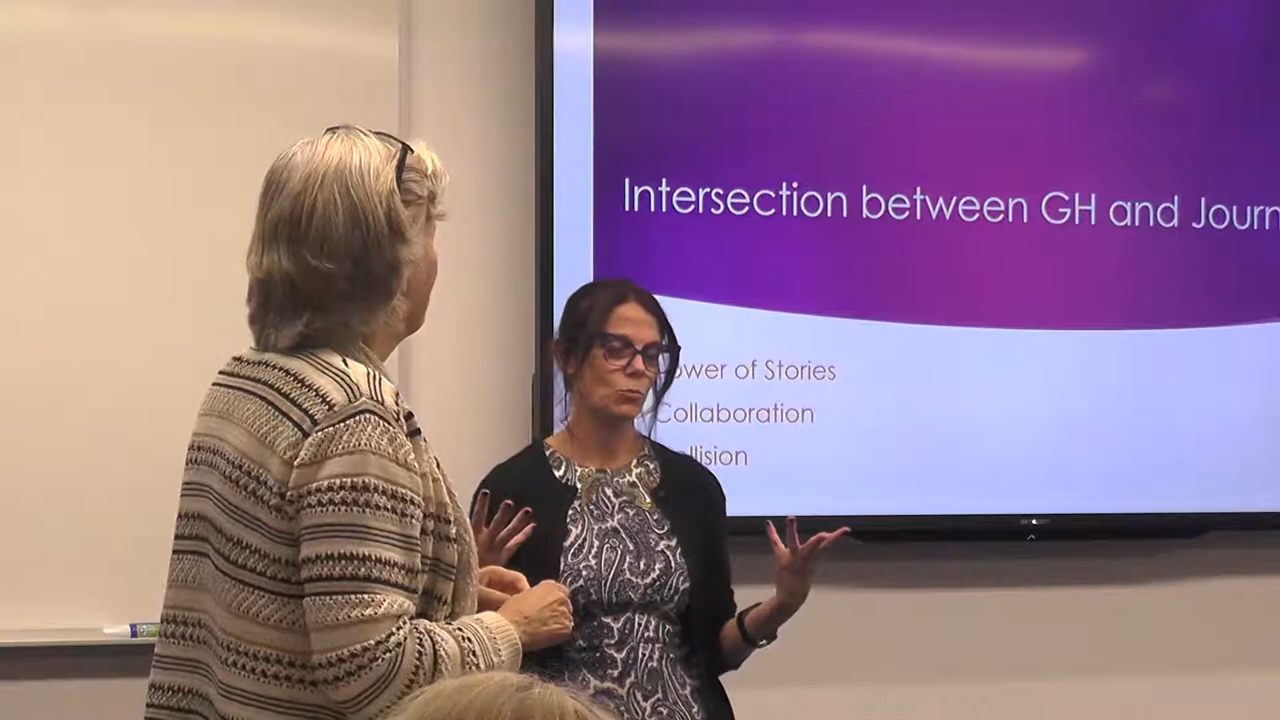 Intersection between GH and Journ
ower of Stories
Collaboration
llision